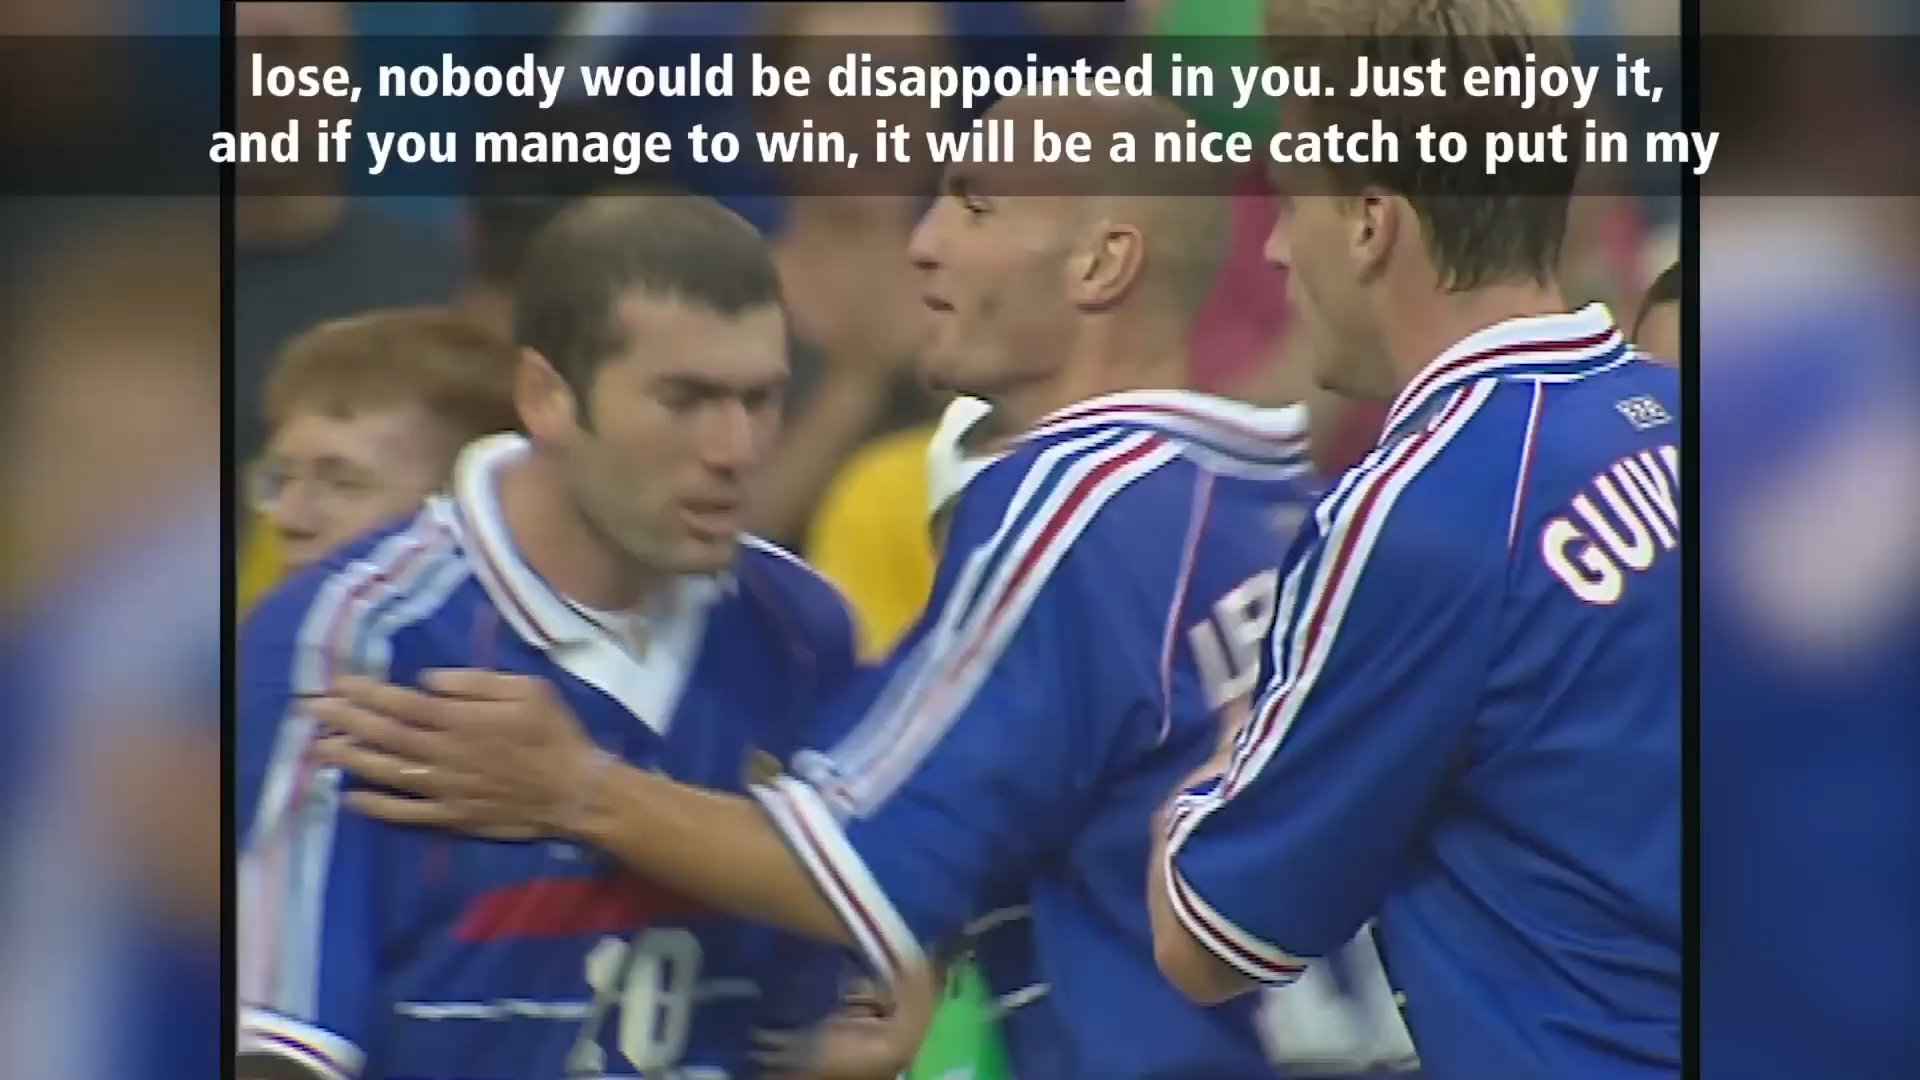 lose, nobody would be disappointed in you. Just enjoy it,
and if you manage to win, it will be a nice catch to put in my
10